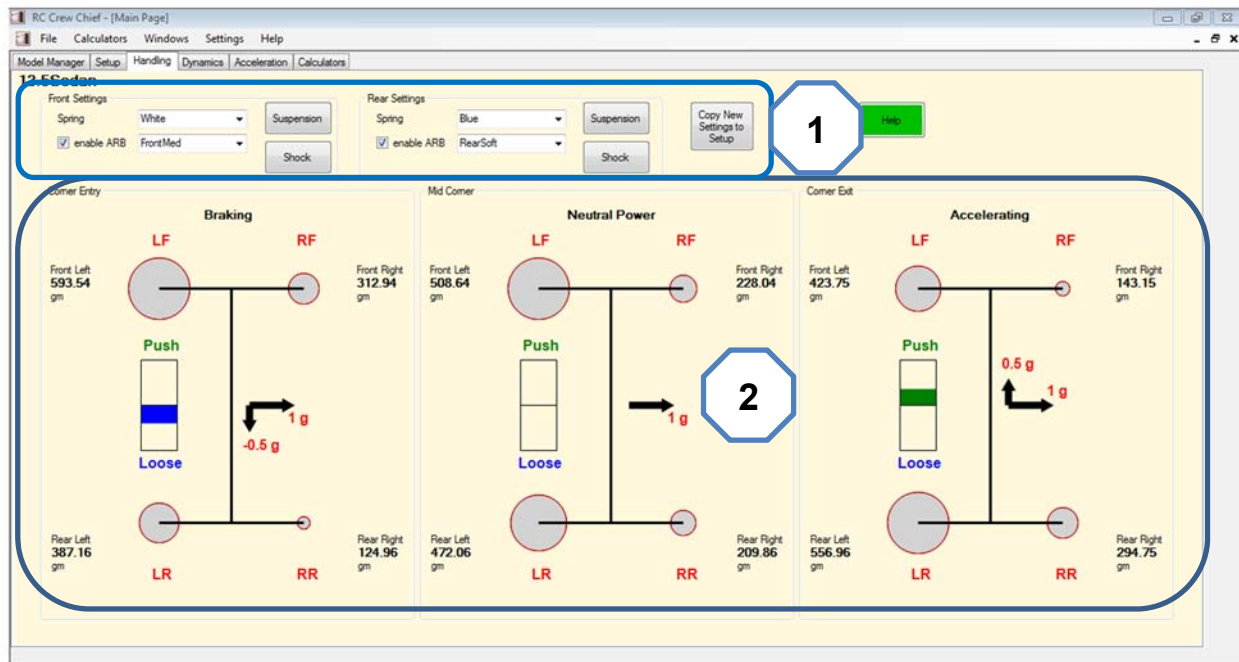 RC Crew Chief - [Main Page]
File Calculators Windows Settings Help
Model Manager Setup Handling Dynamics Acceleration Calculators
13.5Sedan
Front Settings
Spring White Suspension
enable ARB FrontMed
Shock
Rear Settings
Spring Blue Suspension
enable ARB RearSoft
Shock
Copy New
Settings to
Setup
1
Help
Corner Entry
Braking
LF RF
Front Left
593.54
gm
Front Right
312.94
gm
Push
Loose
1 g
-0.5 g
Rear Left
387.16
gm
Rear Right
124.96
gm
LR RR
Mid Corner
Neutral Power
LF RF
Front Left
508.64
gm
Front Right
228.04
gm
Push
Loose
1 g
2
Rear Left
472.06
gm
Rear Right
209.86
gm
LR RR
Corner Exit
Accelerating
LF RF
Front Left
423.75
gm
Front Right
143.15
gm
Push
Loose
0.5 g
1 g
Rear Left
556.96
gm
Rear Right
294.75
gm
LR RR